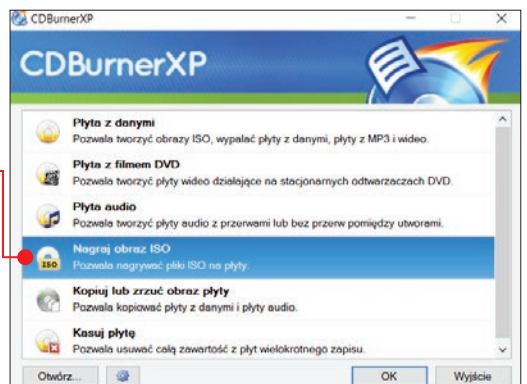 CDBurnerXP
CDBurnerXP
Płyta z danymi
Pozwala tworzyć obrazy ISO, wypalać płyty z danymi, płyty z MP3 i wideo.
Płyta z filmem DVD
Pozwala tworzyć płyty wideo działające na stacjonarnych odtwarzaczach DVD.
Płyta audio
Pozwala tworzyć płyty audio z przerwami lub bez przerw pomiędzy utworami.
ISO
Nagraj obraz ISO
Pozwala nagrywać pliki ISO na płyty.
Kopiuj lub zrzuć obraz płyty
Pozwala kopiować płyty z danymi i płyty audio.
Kasuj płytę
Pozwala usuwać całą zawartość z płyt wielokrotnego zapisu.
Otwórz... OK Wyjście